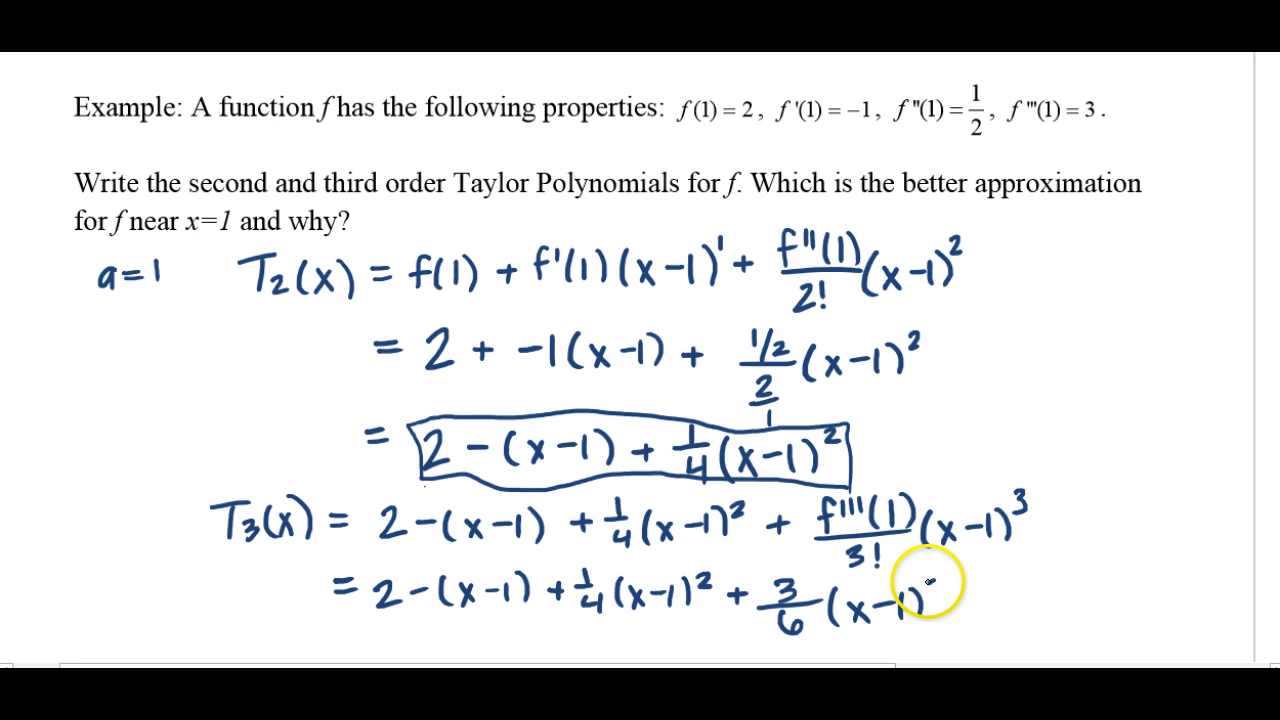 Example: A function f has the following properties: f(1) = 2, f'(1) = −1, f''(1) = 1/2, f'''(1) = 3.
Write the second and third order Taylor Polynomials for f. Which is the better approximation
for f near x=1 and why?
a=1 T₂(x) = f(1) + f'(1)(x−1)¹ + f''(1)/2! (x−1)²
= 2 + −1(x−1) + (1/2)/(2/1) (x−1)²
= 2 − (x−1) + 1/4 (x−1)²
T₃(x) = 2 − (x−1) + 1/4 (x−1)² + f'''(1)/3! (x−1)³
= 2 − (x−1) + 1/4 (x−1)² + 3/6 (x−1)